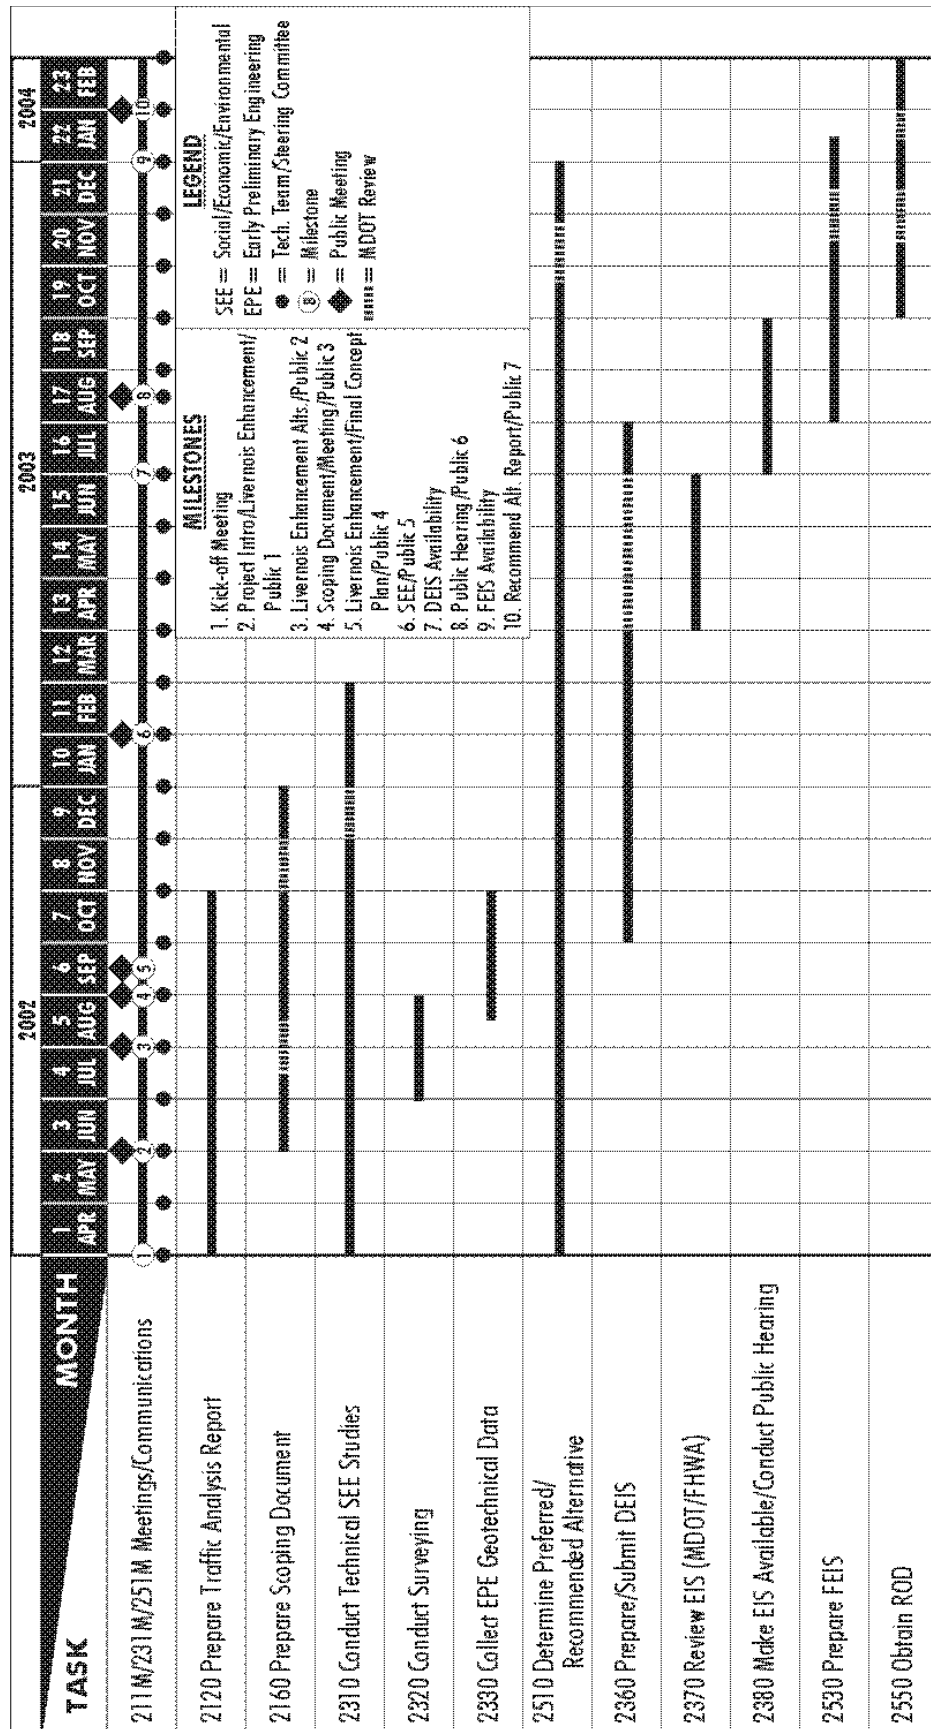 2002
2003
2004
MONTH
1 2 3 4 5 6 7 8 9 10 11 12 13 14 15 16 17 18 19 20 21 22 23
APR MAY JUN JUL AUG SEP OCT NOV DEC JAN FEB MAR APR MAY JUN JUL AUG SEP OCT NOV DEC JAN FEB
TASK
211M/231M/251M Meetings/Communications
1 2 3 4 5 6 7 8 9 10
2120 Prepare Traffic Analysis Report
2160 Prepare Scoping Document
2310 Conduct Technical SEE Studies
2320 Conduct Surveying
2330 Collect EPE Geotechnical Data
2510 Determine Preferred/
Recommended Alternative
2360 Prepare/Submit DEIS
2370 Review EIS (MDOT/FHWA)
2380 Make EIS Available/Conduct Public Hearing
2530 Prepare FEIS
2550 Obtain ROD
MILESTONES
1. Kick-off Meeting
2. Project Intro/Livernois Enhancement/
Public 1
3. Livernois Enhancement Alts./Public 2
4. Scoping Document/Meeting/Public 3
5. Livernois Enhancement/Final Concept
Plan/Public 4
6. SEE/Public 5
7. DEIS Availability
8. Public Hearing/Public 6
9. FEIS Availability
10. Recommend Alt. Report/Public 7
LEGEND
SEE = Social/Economic/Environmental
EPE = Early Preliminary Engineering
● = Tech. Team/Steering Committee
⑧ = Milestone
◆ = Public Meeting
= MDOT Review